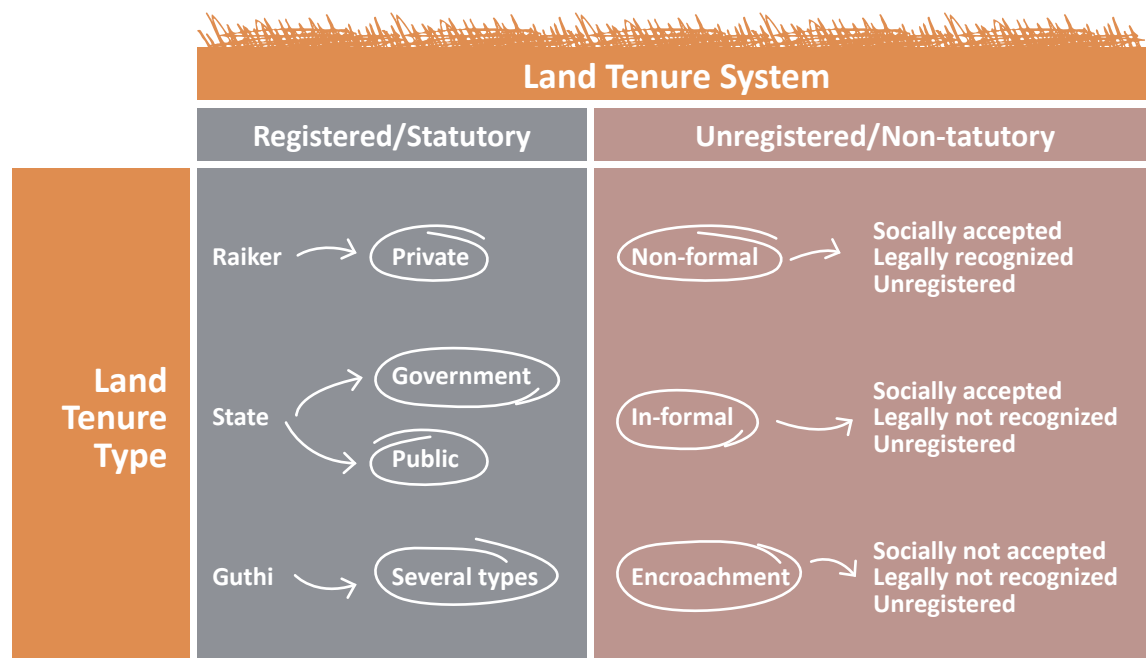 Land Tenure System
Registered/Statutory
Unregistered/Non-tatutory
Land
Tenure
Type
Raiker
Private
State
Government
Public
Guthi
Several types
Non-formal
Socially accepted
Legally recognized
Unregistered
In-formal
Socially accepted
Legally not recognized
Unregistered
Encroachment
Socially not accepted
Legally not recognized
Unregistered